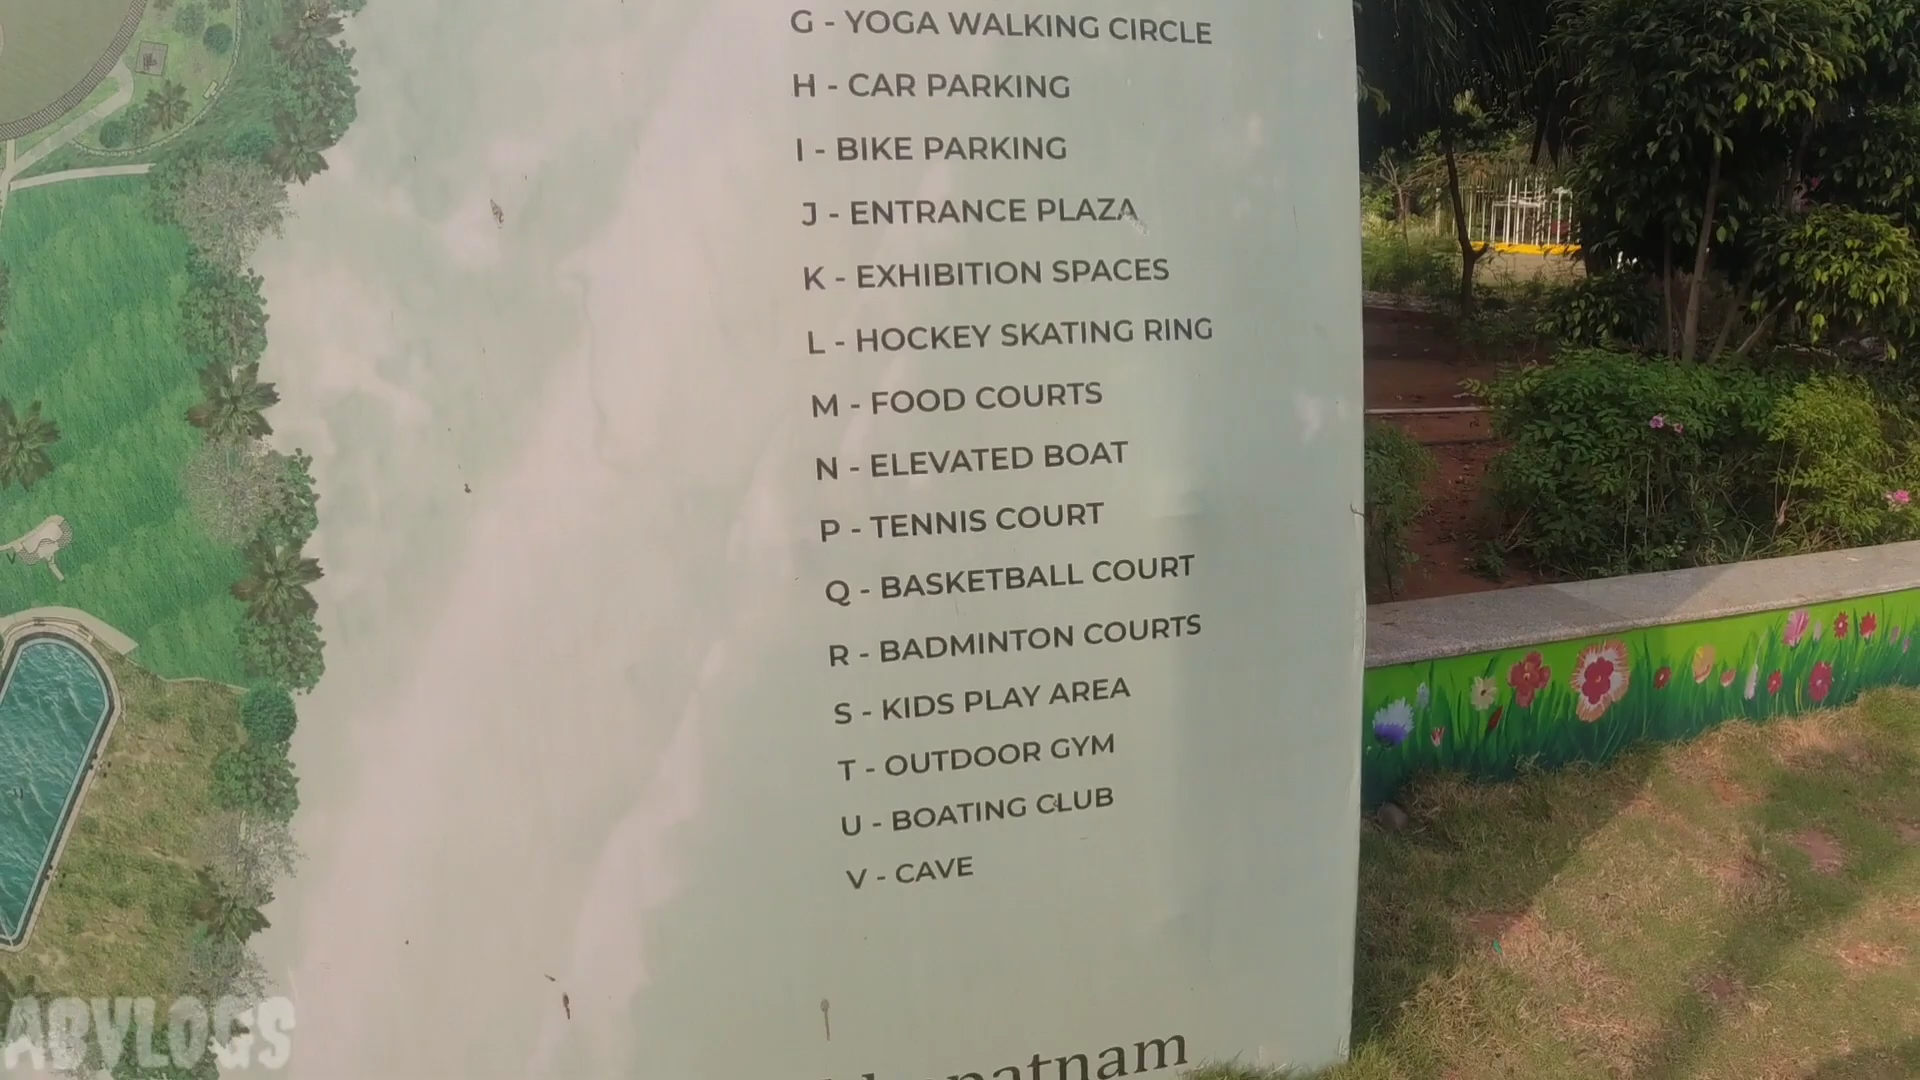 G - YOGA WALKING CIRCLE
H - CAR PARKING
I - BIKE PARKING
J - ENTRANCE PLAZA
K - EXHIBITION SPACES
L - HOCKEY SKATING RING
M - FOOD COURTS
N - ELEVATED BOAT
P - TENNIS COURT
Q - BASKETBALL COURT
R - BADMINTON COURTS
S - KIDS PLAY AREA
T - OUTDOOR GYM
U - BOATING CLUB
V - CAVE
ABVLOGS